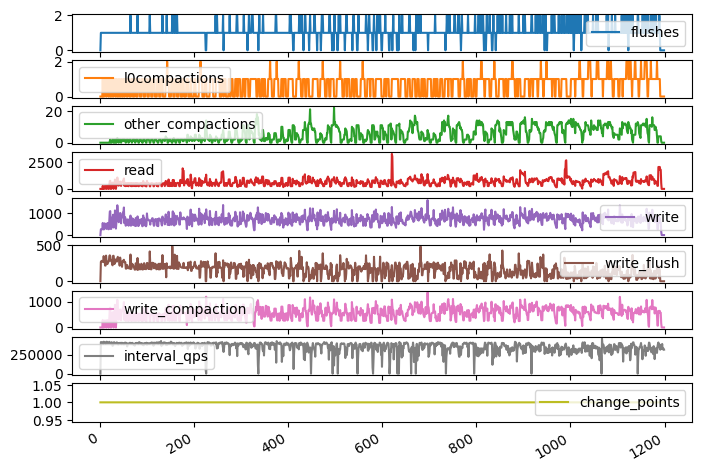 2
flushes
0
2
l0compactions
0
20
other_compactions
0
2500
read
0
1000
write
0
500
write_flush
0
1000
write_compaction
0
250000
interval_qps
0
1.05
1.00
change_points
0.95
0 200 400 600 800 1000 1200